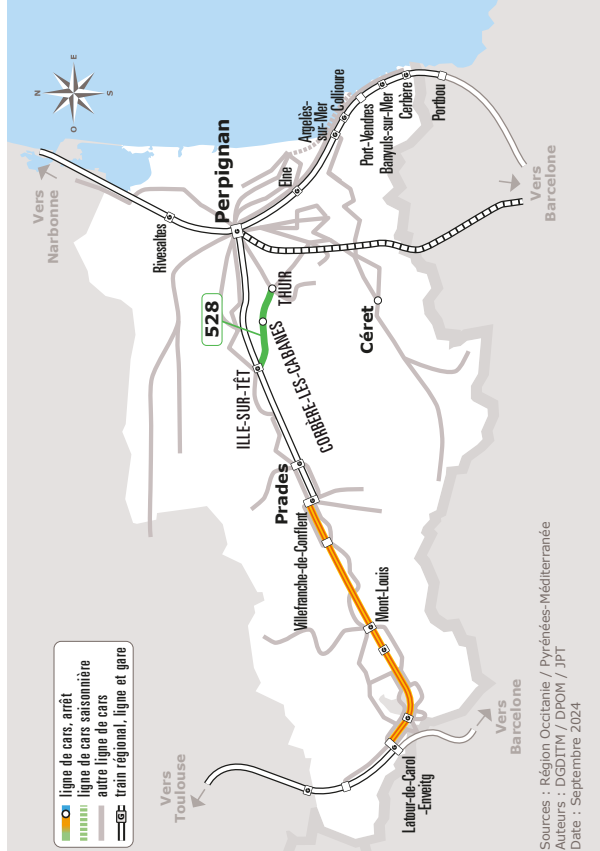 N
E
S
O
Vers
Narbonne
Rivesaltes
Perpignan
Elne
Argelès-
sur-Mer
Collioure
Port-Vendres
Banyuls-sur-Mer
Cerbère
Portbou
Vers
Barcelone
528
THUIR
CORBÈRE-LES-CABANES
ILLE-SUR-TÊT
Céret
Prades
Villefranche-de-Conflent
Mont-Louis
Latour-de-Carol
-Enveitg
Vers
Toulouse
Vers
Barcelone
ligne de cars, arrêt
ligne de cars saisonnière
autre ligne de cars
G train régional, ligne et gare
Sources : Région Occitanie / Pyrénées-Méditerranée
Auteurs : DGDITM / DPOM / JPT
Date : Septembre 2024